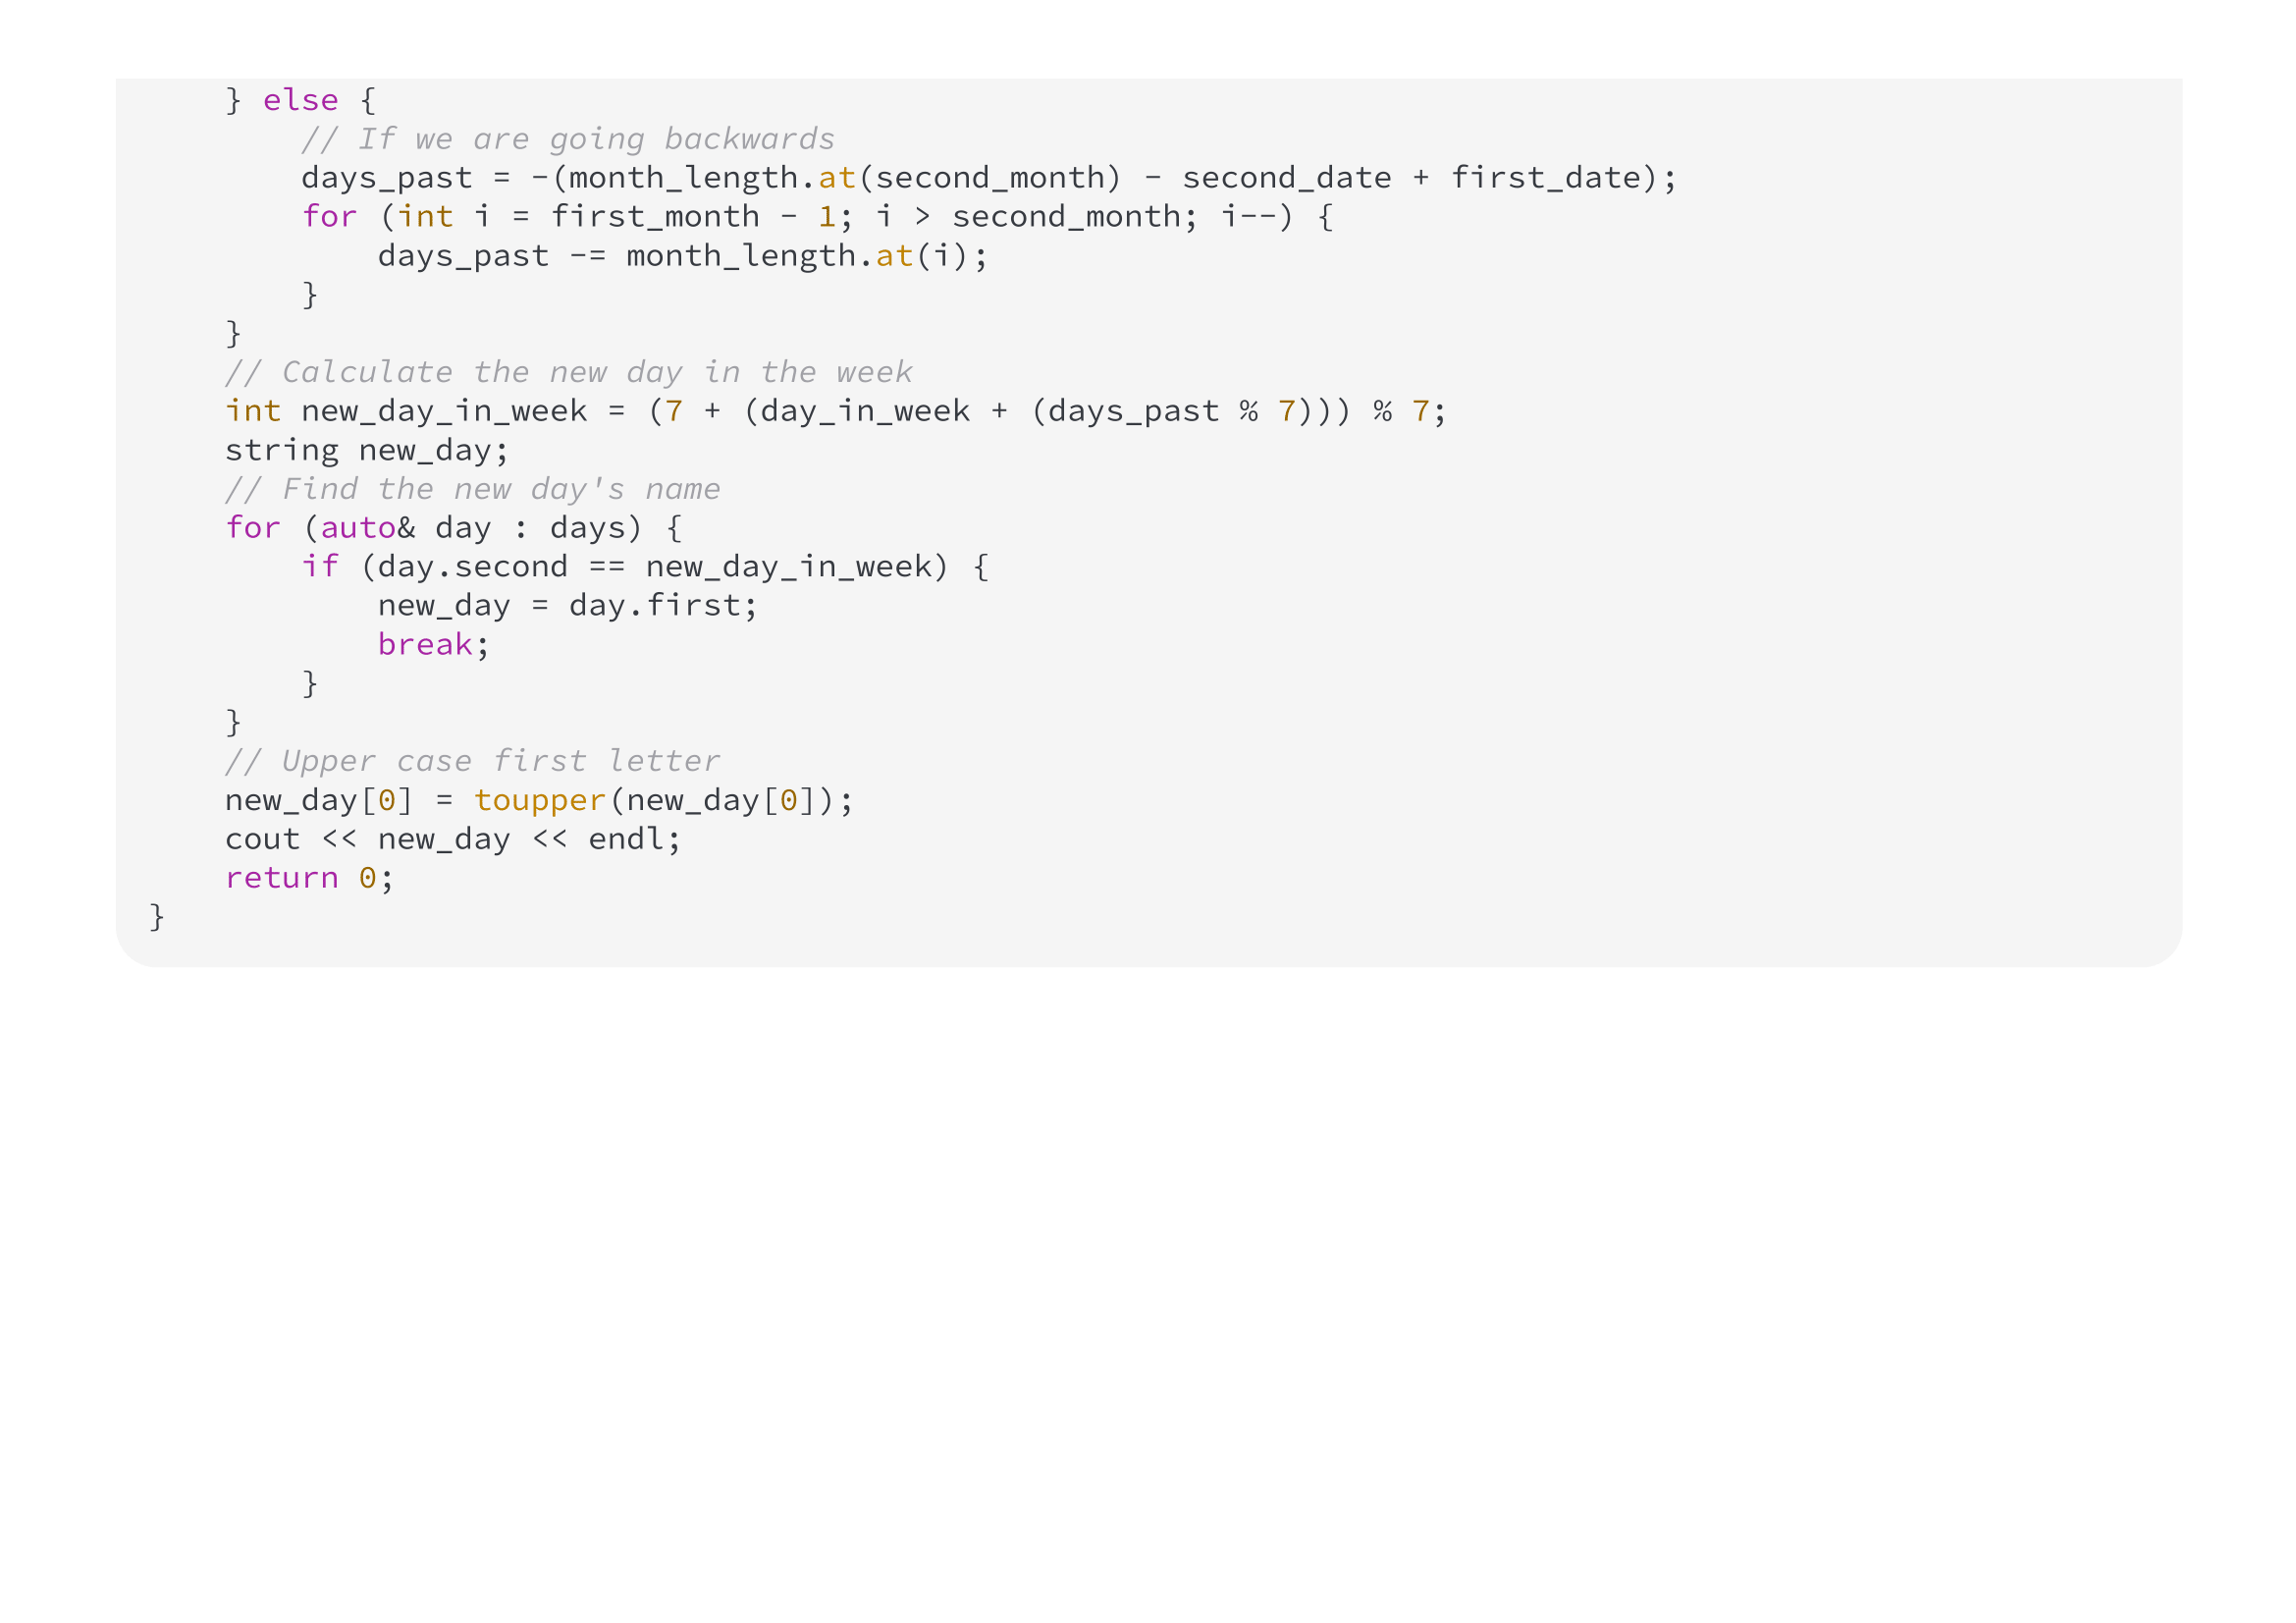 } else {
        // If we are going backwards
        days_past = -(month_length.at(second_month) - second_date + first_date);
        for (int i = first_month - 1; i > second_month; i--) {
            days_past -= month_length.at(i);
        }
    }
    // Calculate the new day in the week
    int new_day_in_week = (7 + (day_in_week + (days_past % 7))) % 7;
    string new_day;
    // Find the new day's name
    for (auto& day : days) {
        if (day.second == new_day_in_week) {
            new_day = day.first;
            break;
        }
    }
    // Upper case first letter
    new_day[0] = toupper(new_day[0]);
    cout << new_day << endl;
    return 0;
}